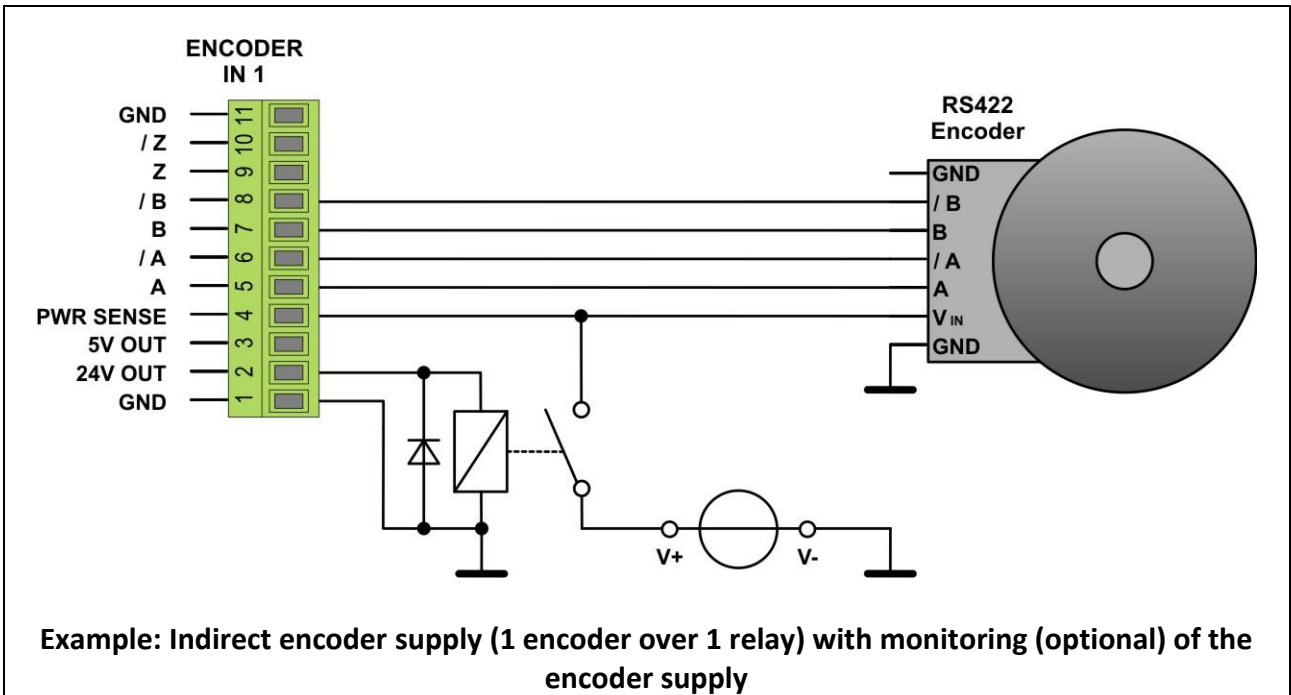 ENCODER
IN 1
GND 11
/ Z 10
Z 9
/ B 8
B 7
/ A 6
A 5
PWR SENSE 4
5V OUT 3
24V OUT 2
GND 1
RS422
Encoder
GND
/ B
B
/ A
A
V IN
GND
V+ V-
Example: Indirect encoder supply (1 encoder over 1 relay) with monitoring (optional) of the
encoder supply